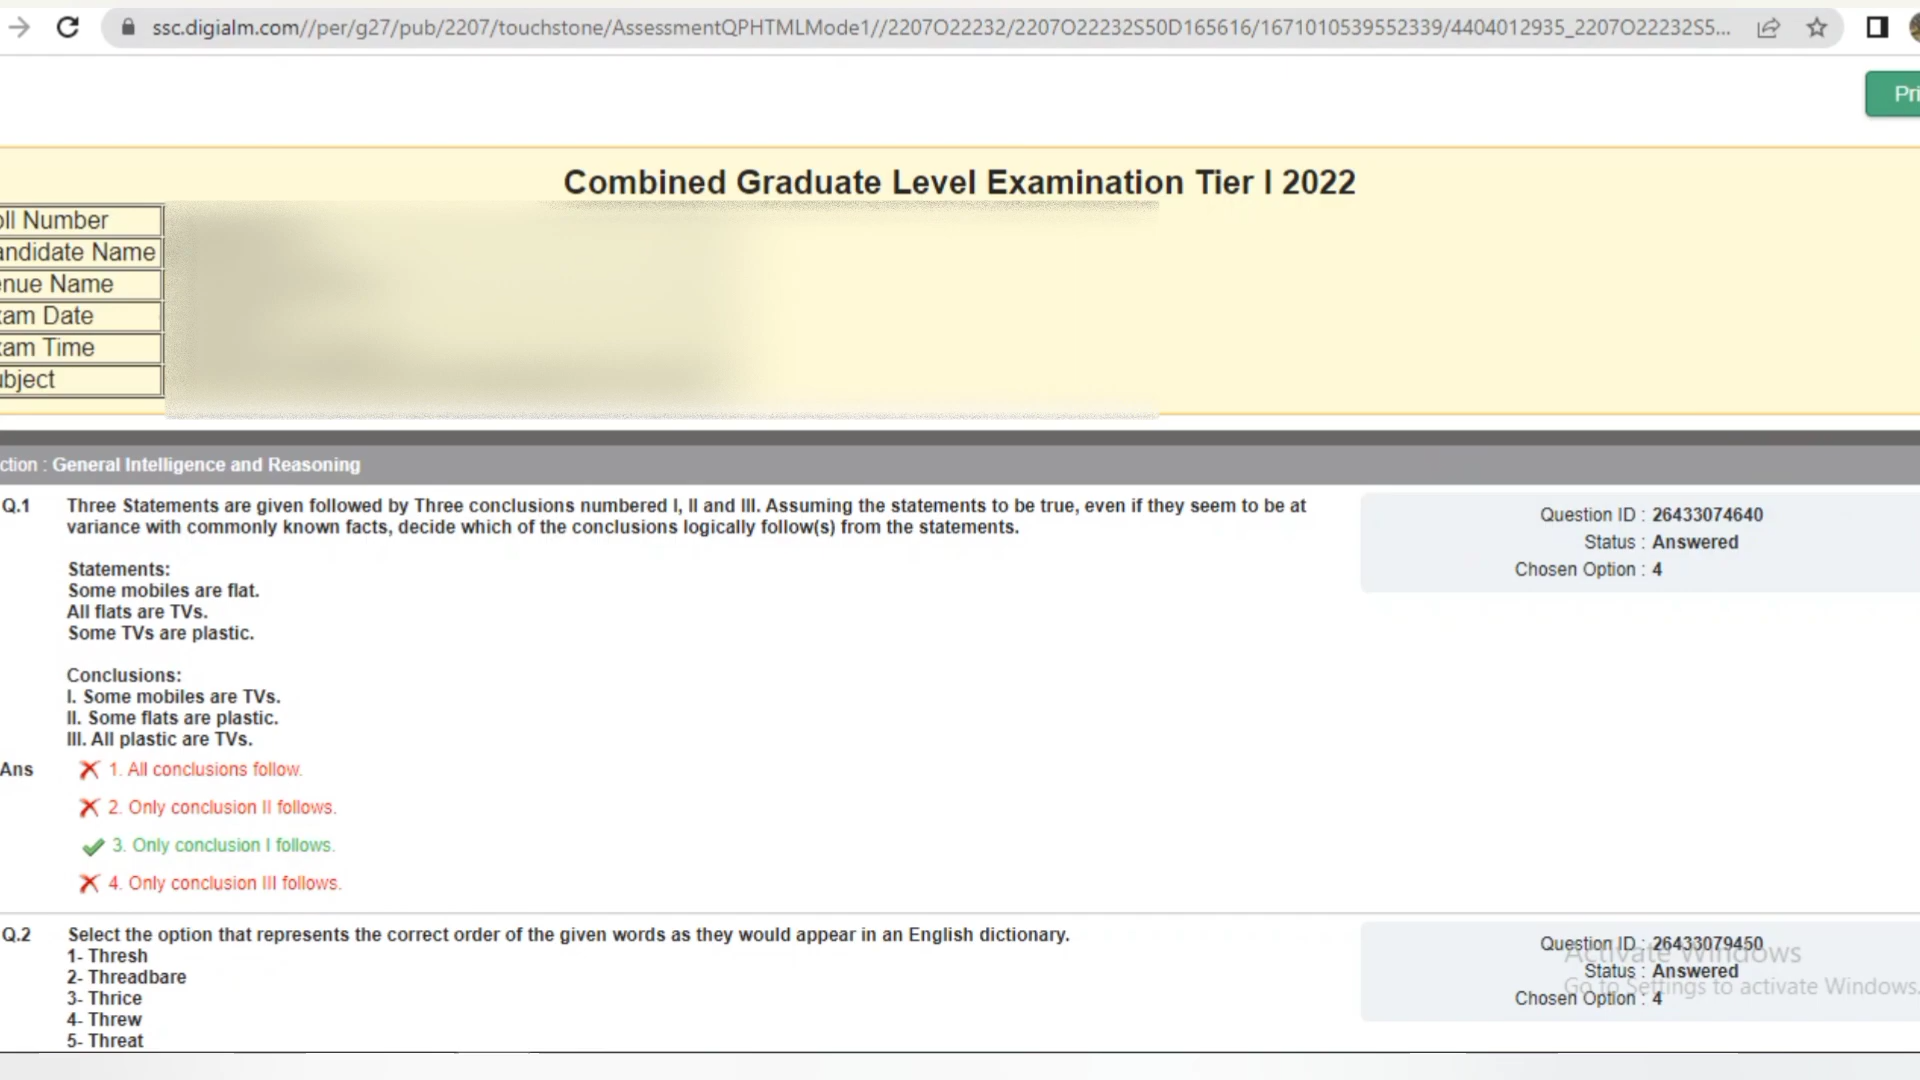 ssc.digialm.com//per/g27/pub/2207/touchstone/AssessmentQPHTMLMode1//2207O22232/2207O22232S50D165616/1671010539552339/4404012935_2207O22232S5...
Pri
Combined Graduate Level Examination Tier I 2022
oll Number
andidate Name
enue Name
xam Date
xam Time
ubject
ction : General Intelligence and Reasoning
Q.1 Three Statements are given followed by Three conclusions numbered I, II and III. Assuming the statements to be true, even if they seem to be at
variance with commonly known facts, decide which of the conclusions logically follow(s) from the statements.
Statements:
Some mobiles are flat.
All flats are TVs.
Some TVs are plastic.
Conclusions:
I. Some mobiles are TVs.
II. Some flats are plastic.
III. All plastic are TVs.
Ans 1. All conclusions follow.
2. Only conclusion II follows.
3. Only conclusion I follows.
4. Only conclusion III follows.
Question ID : 26433074640
Status : Answered
Chosen Option : 4
Q.2 Select the option that represents the correct order of the given words as they would appear in an English dictionary.
1- Thresh
2- Threadbare
3- Thrice
4- Threw
5- Threat
Question ID : 26433079450
Status : Answered
Chosen Option : 4
Activate Windows
Go to Settings to activate Windows.